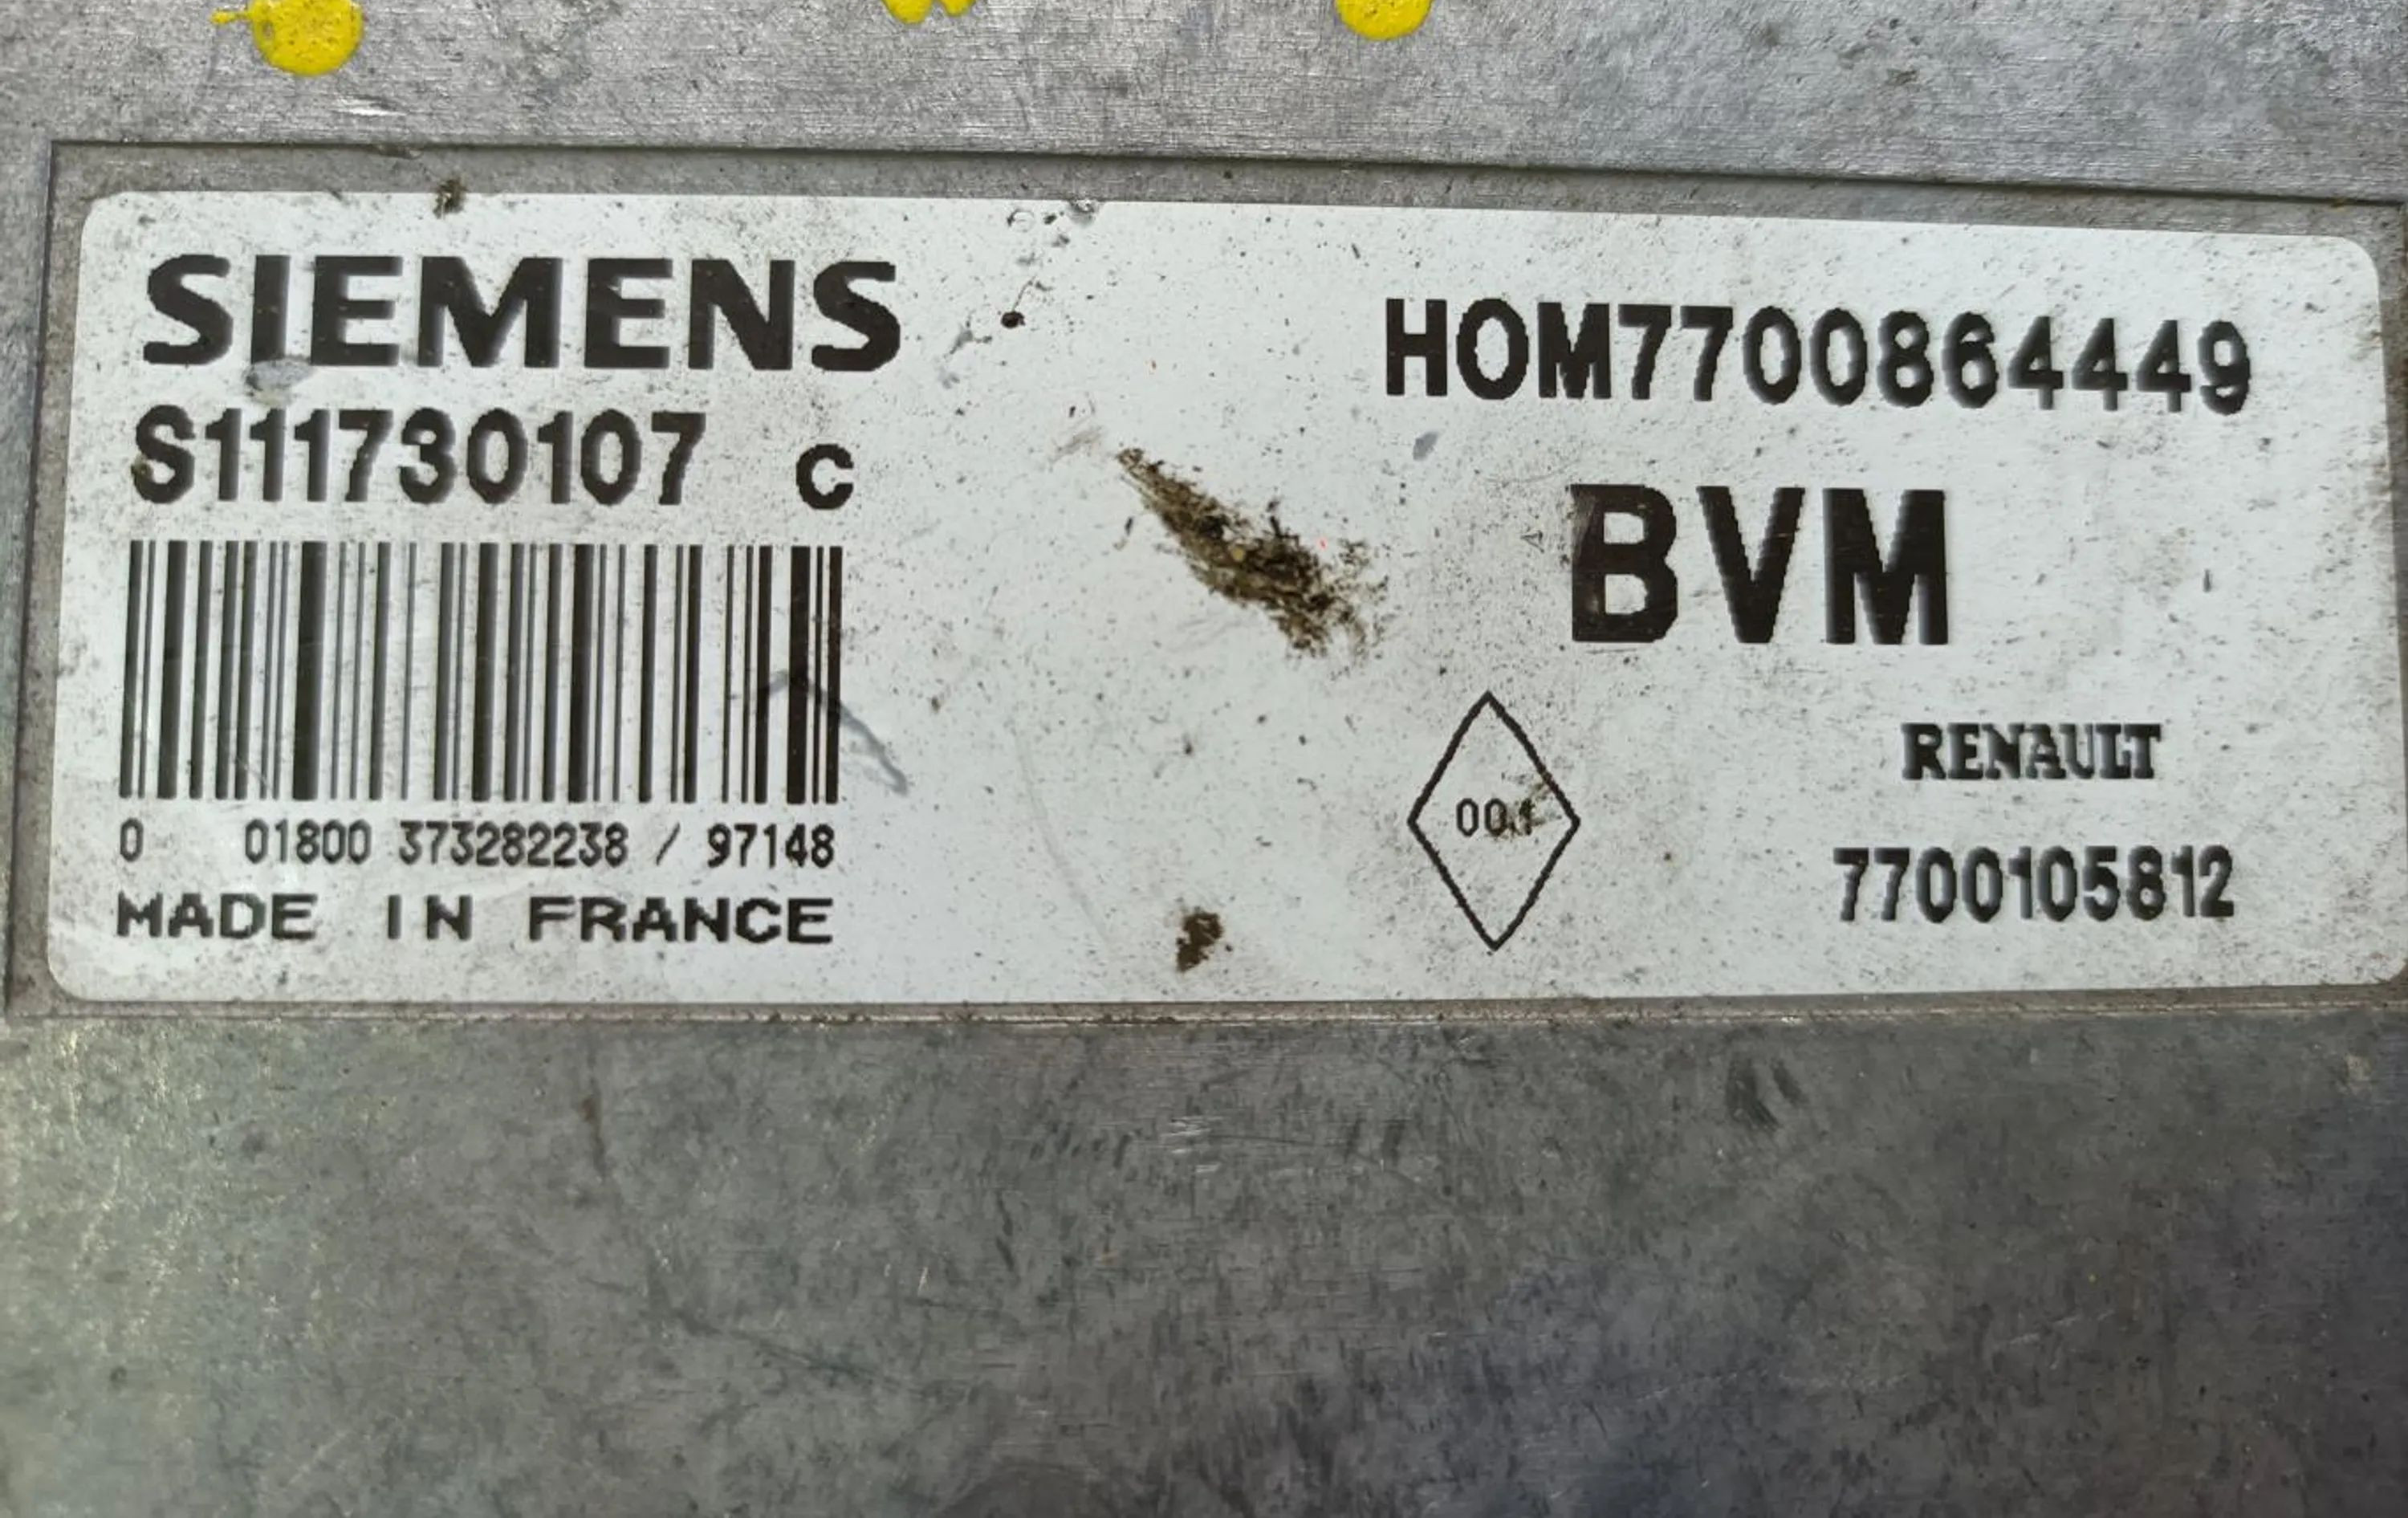 SIEMENS
S111730107 C
0 01800 373282238 / 97148
MADE IN FRANCE
HOM7700864449
BVM
001
RENAULT
7700105812